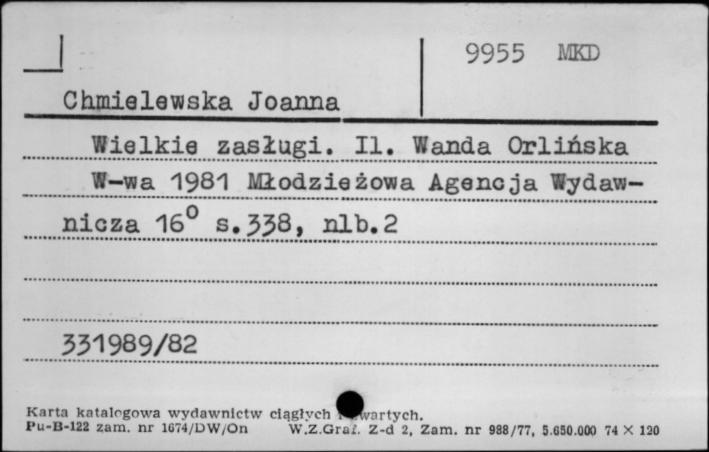 9955 MKD
Chmielewska Joanna
Wielkie zasługi. Il. Wanda Orlińska
W-wa 1981 Młodzieżowa Agencja Wydaw-
nicza 16⁰ s.338, nlb.2
331989/82
Karta katalogowa wydawnictw ciągłych wartych.
Pu-B-122 zam. nr 1674/DW/On W.Z.Graf. Z-d 2, Zam. nr 988/77, 5.650.000 74 × 120